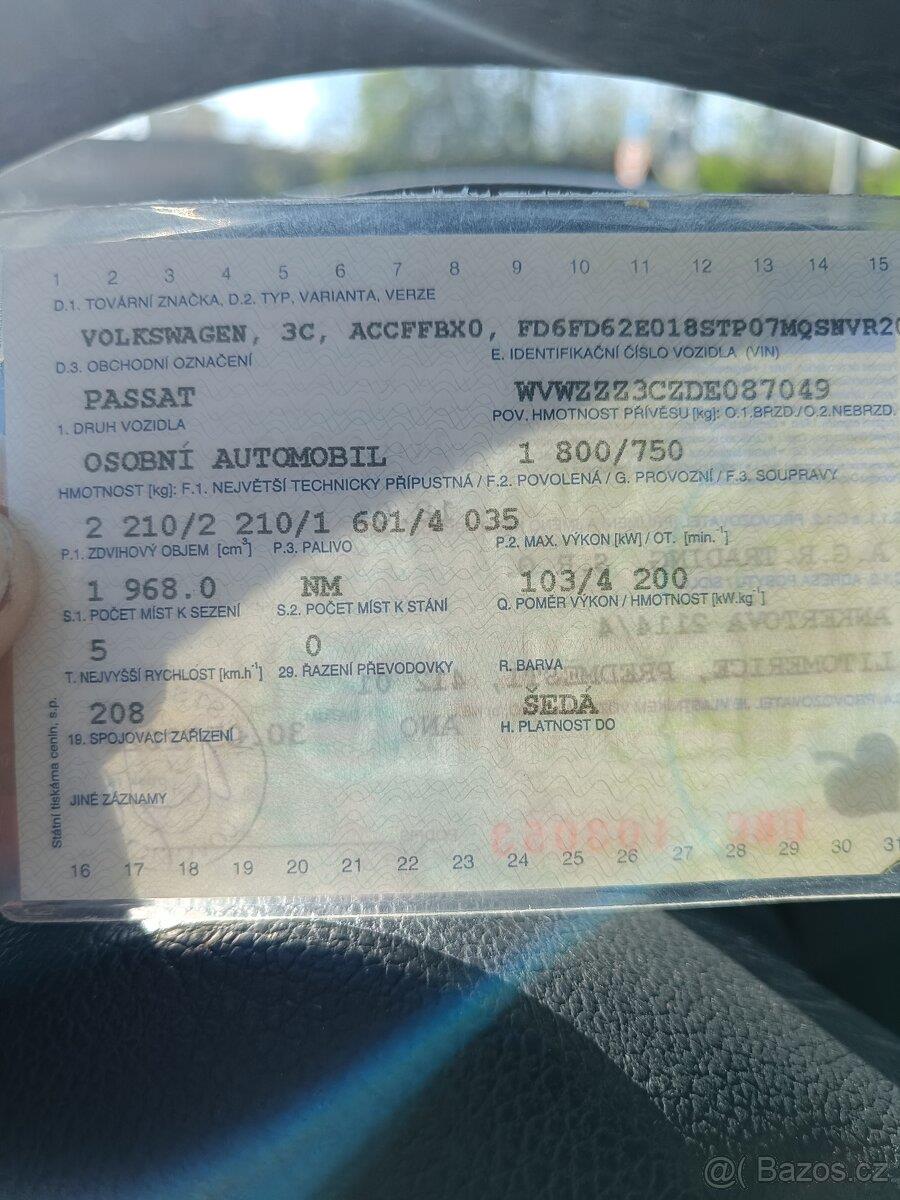 1 2 3 4 5 6 7 8 9 10 11 12 13 14 15
D.1. TOVÁRNÍ ZNAČKA, D.2. TYP, VARIANTA, VERZE
VOLKSWAGEN, 3C, ACCFFBX0, FD6FD62E018STP07MQSNVR20
D.3. OBCHODNÍ OZNAČENÍ
E. IDENTIFIKAČNÍ ČÍSLO VOZIDLA (VIN)
PASSAT
WVWZZZ3CZDE087049
1. DRUH VOZIDLA
POV. HMOTNOST PŘÍVĚSU [kg]: O.1.BRZD./O.2.NEBRZD.
OSOBNÍ AUTOMOBIL
1 800/750
HMOTNOST [kg]: F.1. NEJVĚTŠÍ TECHNICKY PŘÍPUSTNÁ / F.2. POVOLENÁ / G. PROVOZNÍ / F.3. SOUPRAVY
2 210/2 210/1 601/4 035
P.1. ZDVIHOVÝ OBJEM [cm³] P.3. PALIVO
P.2. MAX. VÝKON [kW] / OT. [min.⁻¹]
1 968.0 NM
103/4 200
S.1. POČET MÍST K SEZENÍ S.2. POČET MÍST K STÁNÍ
Q. POMĚR VÝKON / HMOTNOST [kW.kg⁻¹]
5 0
T. NEJVYŠŠÍ RYCHLOST [km.h⁻¹] 29. ŘAZENÍ PŘEVODOVKY
R. BARVA
208
ŠEDÁ
19. SPOJOVACÍ ZAŘÍZENÍ
H. PLATNOST DO
JINÉ ZÁZNAMY
Státní tiskárna cenin, s.p.
16 17 18 19 20 21 22 23 24 25 26 27 28 29 30 31
@( Bazos.cz